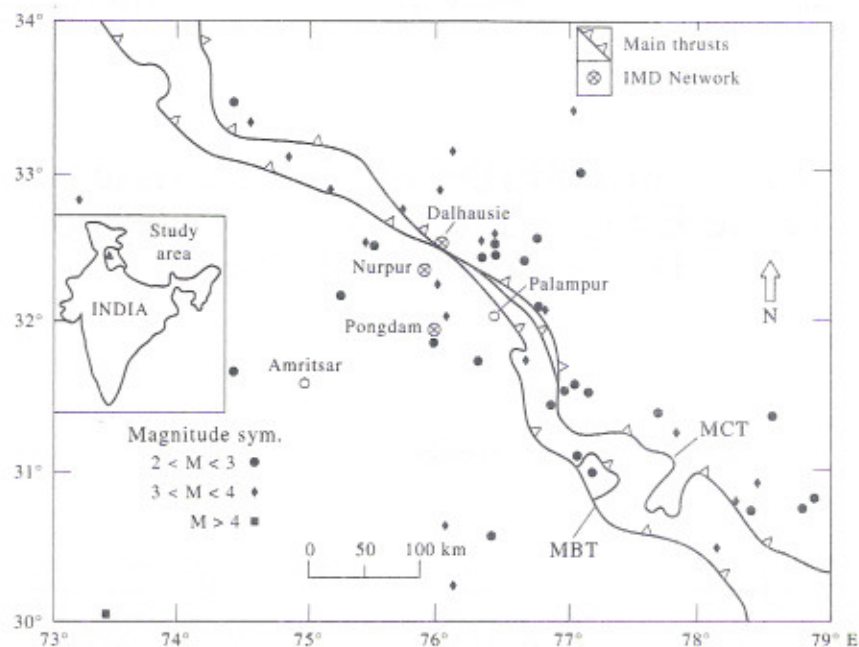 34°
Main thrusts
IMD Network
33°
Dalhausie
Study
area
INDIA
Nurpur
Palampur
N
32°
Pongdam
Amritsar
Magnitude sym.
2 < M < 3
3 < M < 4
M > 4
MCT
31°
0 50 100 km
MBT
30°
73° 74° 75° 76° 77° 78° 79° E